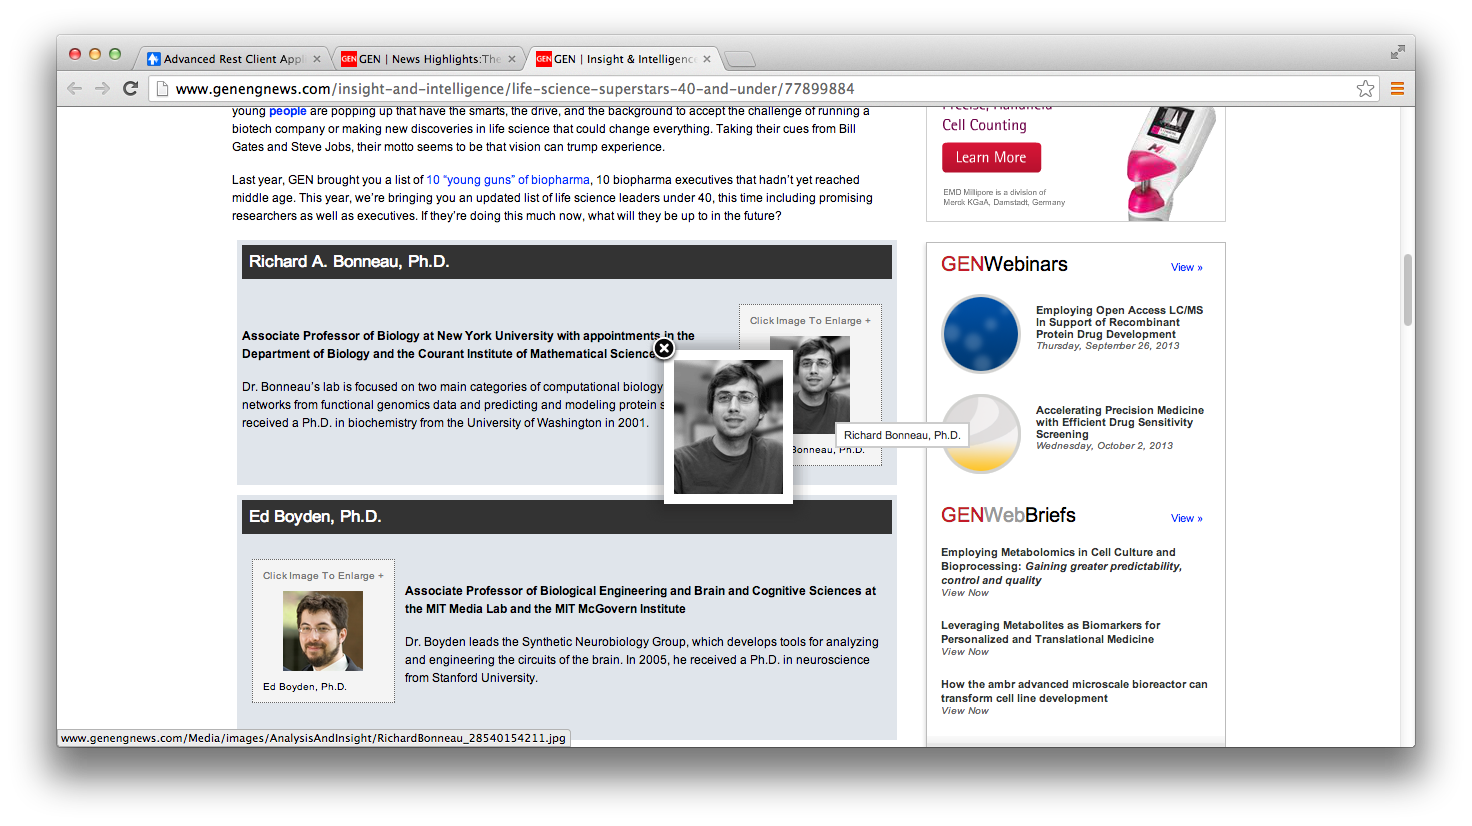 Advanced Rest Client Appl
GEN GEN | News Highlights:The
GEN GEN | Insight & Intelligence
www.genengnews.com/insight-and-intelligence/life-science-superstars-40-and-under/77899884
young people are popping up that have the smarts, the drive, and the background to accept the challenge of running a
biotech company or making new discoveries in life science that could change everything. Taking their cues from Bill
Gates and Steve Jobs, their motto seems to be that vision can trump experience.
Last year, GEN brought you a list of 10 “young guns” of biopharma, 10 biopharma executives that hadn’t yet reached
middle age. This year, we’re bringing you an updated list of life science leaders under 40, this time including promising
researchers as well as executives. If they’re doing this much now, what will they be up to in the future?
Richard A. Bonneau, Ph.D.
Click Image To Enlarge +
Associate Professor of Biology at New York University with appointments in the
Department of Biology and the Courant Institute of Mathematical Science
Dr. Bonneau’s lab is focused on two main categories of computational biology
networks from functional genomics data and predicting and modeling protein s
received a Ph.D. in biochemistry from the University of Washington in 2001.
Richard Bonneau, Ph.D.
Bonneau, Ph.D.
Ed Boyden, Ph.D.
Click Image To Enlarge +
Ed Boyden, Ph.D.
Associate Professor of Biological Engineering and Brain and Cognitive Sciences at
the MIT Media Lab and the MIT McGovern Institute
Dr. Boyden leads the Synthetic Neurobiology Group, which develops tools for analyzing
and engineering the circuits of the brain. In 2005, he received a Ph.D. in neuroscience
from Stanford University.
Precise, Handheld
Cell Counting
Learn More
EMD Millipore is a division of
Merck KGaA, Damstadt, Germany
GENWebinars
View »
Employing Open Access LC/MS
In Support of Recombinant
Protein Drug Development
Thursday, September 26, 2013
Accelerating Precision Medicine
with Efficient Drug Sensitivity
Screening
Wednesday, October 2, 2013
GENWebBriefs
View »
Employing Metabolomics in Cell Culture and
Bioprocessing: Gaining greater predictability,
control and quality
View Now
Leveraging Metabolites as Biomarkers for
Personalized and Translational Medicine
View Now
How the ambr advanced microscale bioreactor can
transform cell line development
View Now
www.genengnews.com/Media/images/AnalysisAndInsight/RichardBonneau_28540154211.jpg